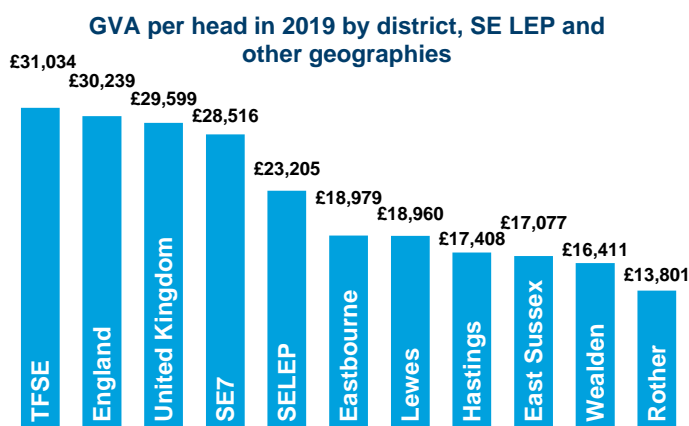 GVA per head in 2019 by district, SE LEP and
other geographies
£31,034
£30,239
£29,599
£28,516
£23,205
£18,979
£18,960
£17,408
£17,077
£16,411
£13,801
TFSE
England
United Kingdom
SE7
SELEP
Eastbourne
Lewes
Hastings
East Sussex
Wealden
Rother